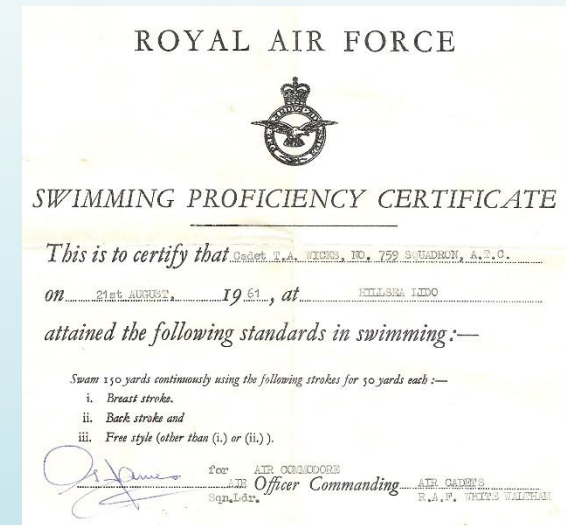 ROYAL AIR FORCE
SWIMMING PROFICIENCY CERTIFICATE
This is to certify that Cadet T.A. WICKS, NO. 759 SQUADRON, A.T.C.
on 21st AUGUST, 1961, at HILLSEA LIDO
attained the following standards in swimming:—
Swam 150 yards continuously using the following strokes for 50 yards each :—
i. Breast stroke.
ii. Back stroke and
iii. Free style (other than (i.) or (ii.) ).
for AIR COMMODORE
James Officer Commanding AIR CADETS
Sqn.Ldr. R.A.F. WHITE WALTHAM